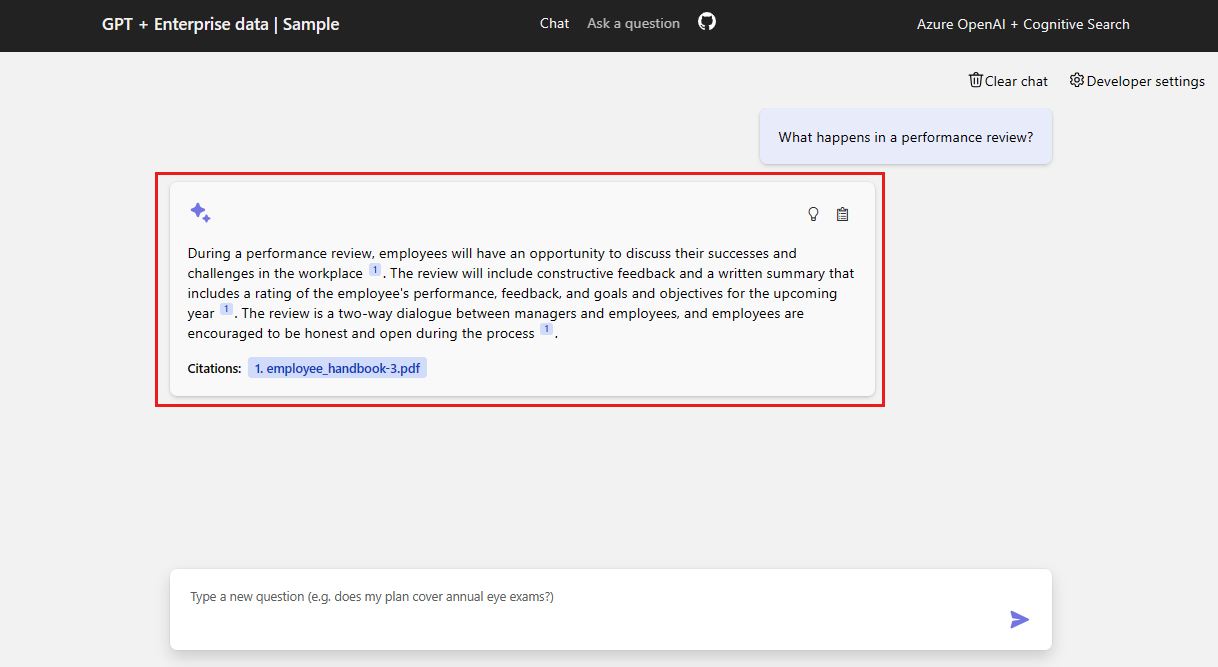 GPT + Enterprise data | Sample
Chat
Ask a question
Azure OpenAI + Cognitive Search
Clear chat
Developer settings
What happens in a performance review?
During a performance review, employees will have an opportunity to discuss their successes and
challenges in the workplace 1. The review will include constructive feedback and a written summary that
includes a rating of the employee's performance, feedback, and goals and objectives for the upcoming
year 1. The review is a two-way dialogue between managers and employees, and employees are
encouraged to be honest and open during the process 1.
Citations: 1. employee_handbook-3.pdf
Type a new question (e.g. does my plan cover annual eye exams?)